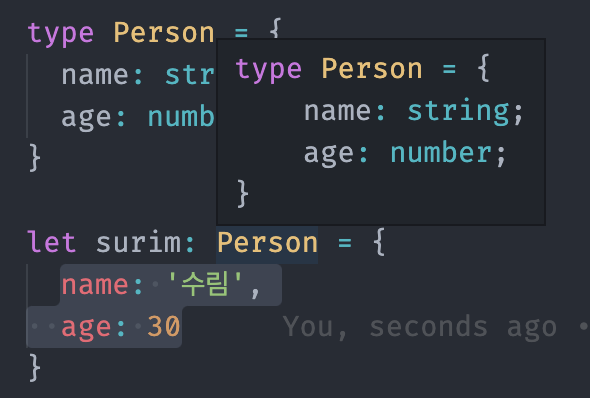 type Person = {
name: str
age: numb
}
type Person = {
name: string;
age: number;
}
let surim: Person = {
name: '수림',
age: 30 You, seconds ago •
}